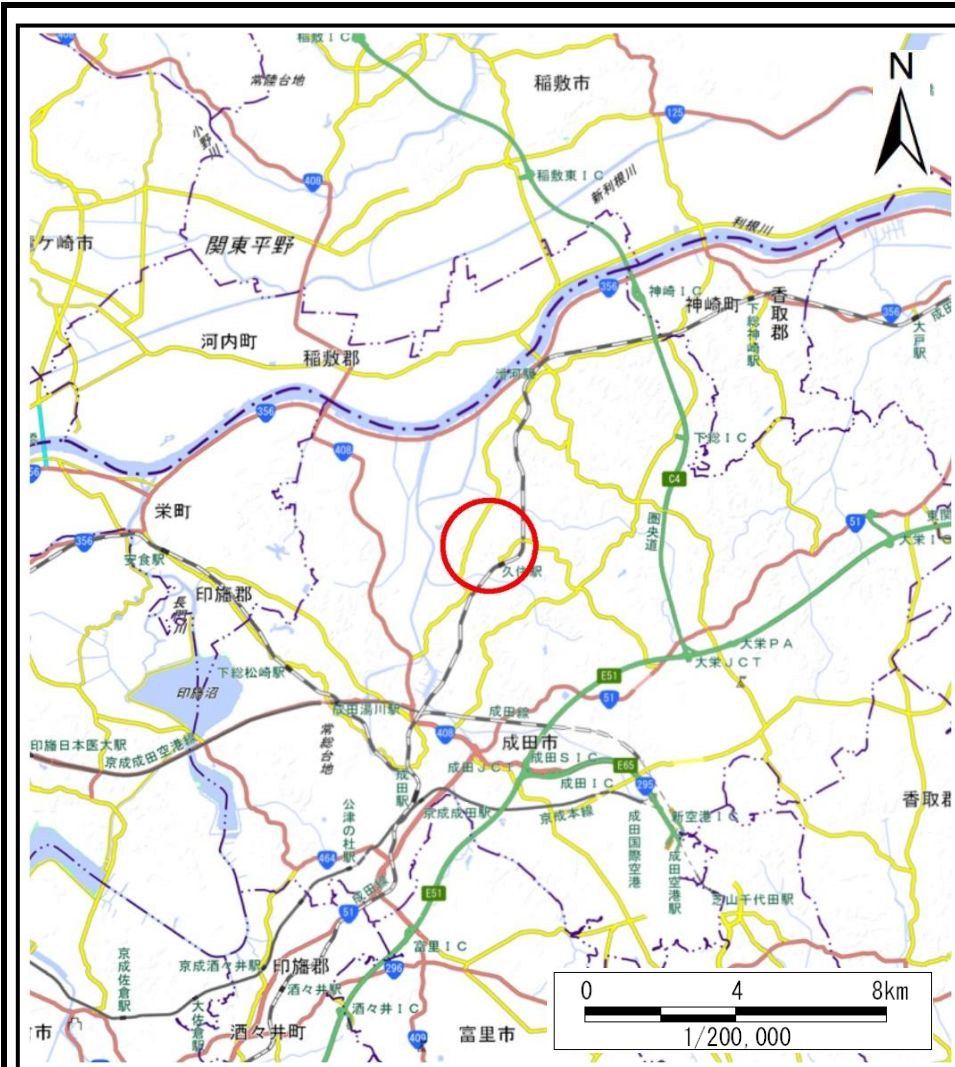 稲敷IC
408
常陸台地
稲敷市
N
小野川
125
408
稲敷東IC
新利根川
ケ崎市
関東平野
利根川
356
神崎IC
神崎町
香取郡
356
下総神崎駅
大戸駅
成田
河内町
稲敷郡
滑河駅
356
408
下総IC
56
C4
栄町
圏央道
51
東関
大栄IC
356
安食駅
久住駅
印旛郡
長門川
大栄PA
大栄JCT
下総松崎駅
E51
51
印旛沼
成田湯川駅
成田線
408
成田市
印旛日本医大駅
京成成田空港線
常総台地
成田SIC
成田JCT
E65
成田IC
295
成田駅
香取郡
公津の杜駅
京成成田駅
京成本線
新空港IC
成田国際空港
成田空港駅
464
成田線
E51
芝山千代田駅
51
富里IC
京成佐倉駅
京成酒々井駅
印旛郡
296
大佐倉駅
酒々井駅
酒々井IC
市
酒々井町
409
富里市
0 4 8km
1/200,000